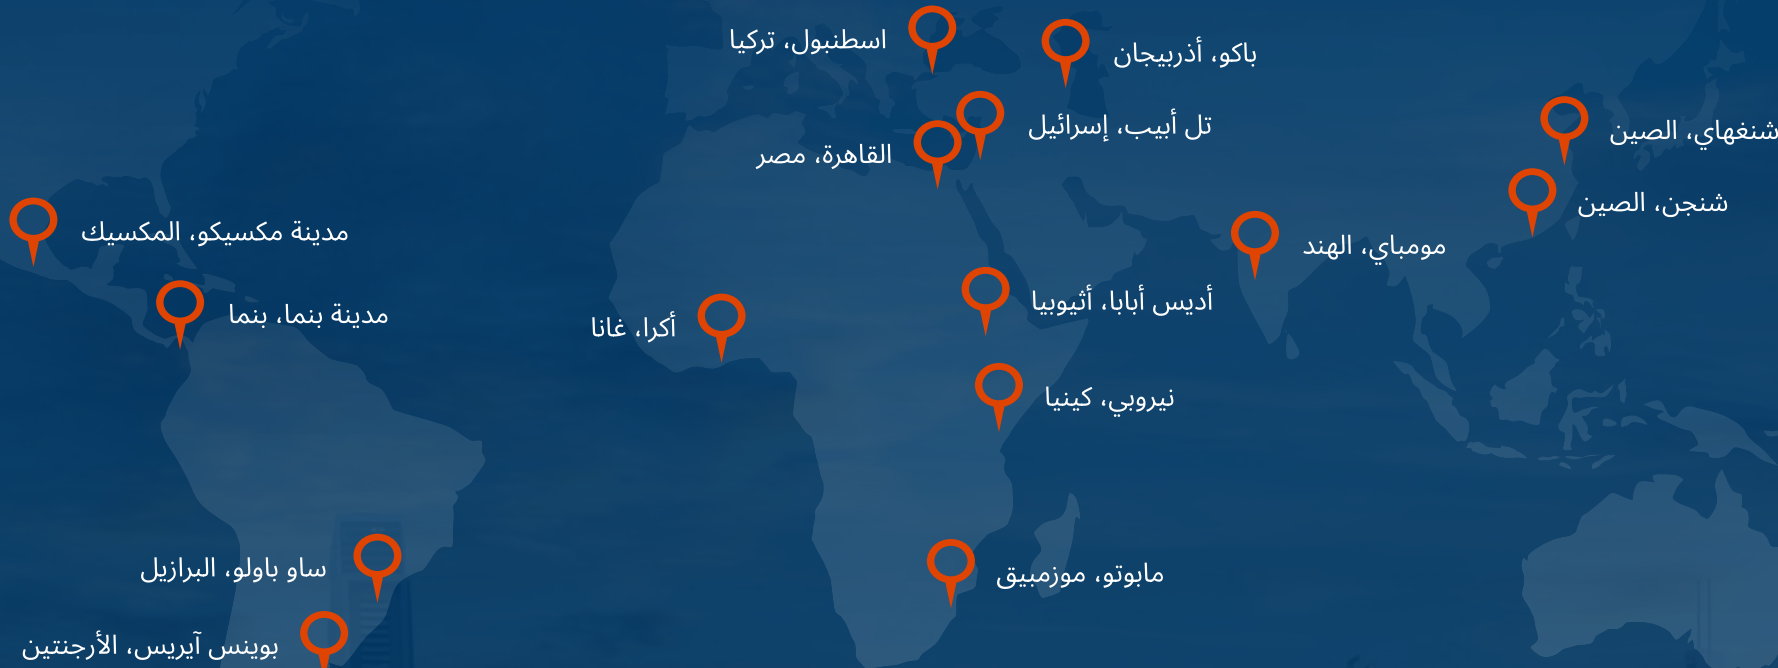 اسطنبول، تركيا
باكو، أذربيجان
تل أبيب، إسرائيل
شنغهاي، الصين
القاهرة، مصر
شنجن، الصين
مدينة مكسيكو، المكسيك
مومباي، الهند
أديس أبابا، أثيوبيا
مدينة بنما، بنما
أكرا، غانا
نيروبي، كينيا
ساو باولو، البرازيل
مابوتو، موزمبيق
بوينس آيريس، الأرجنتين